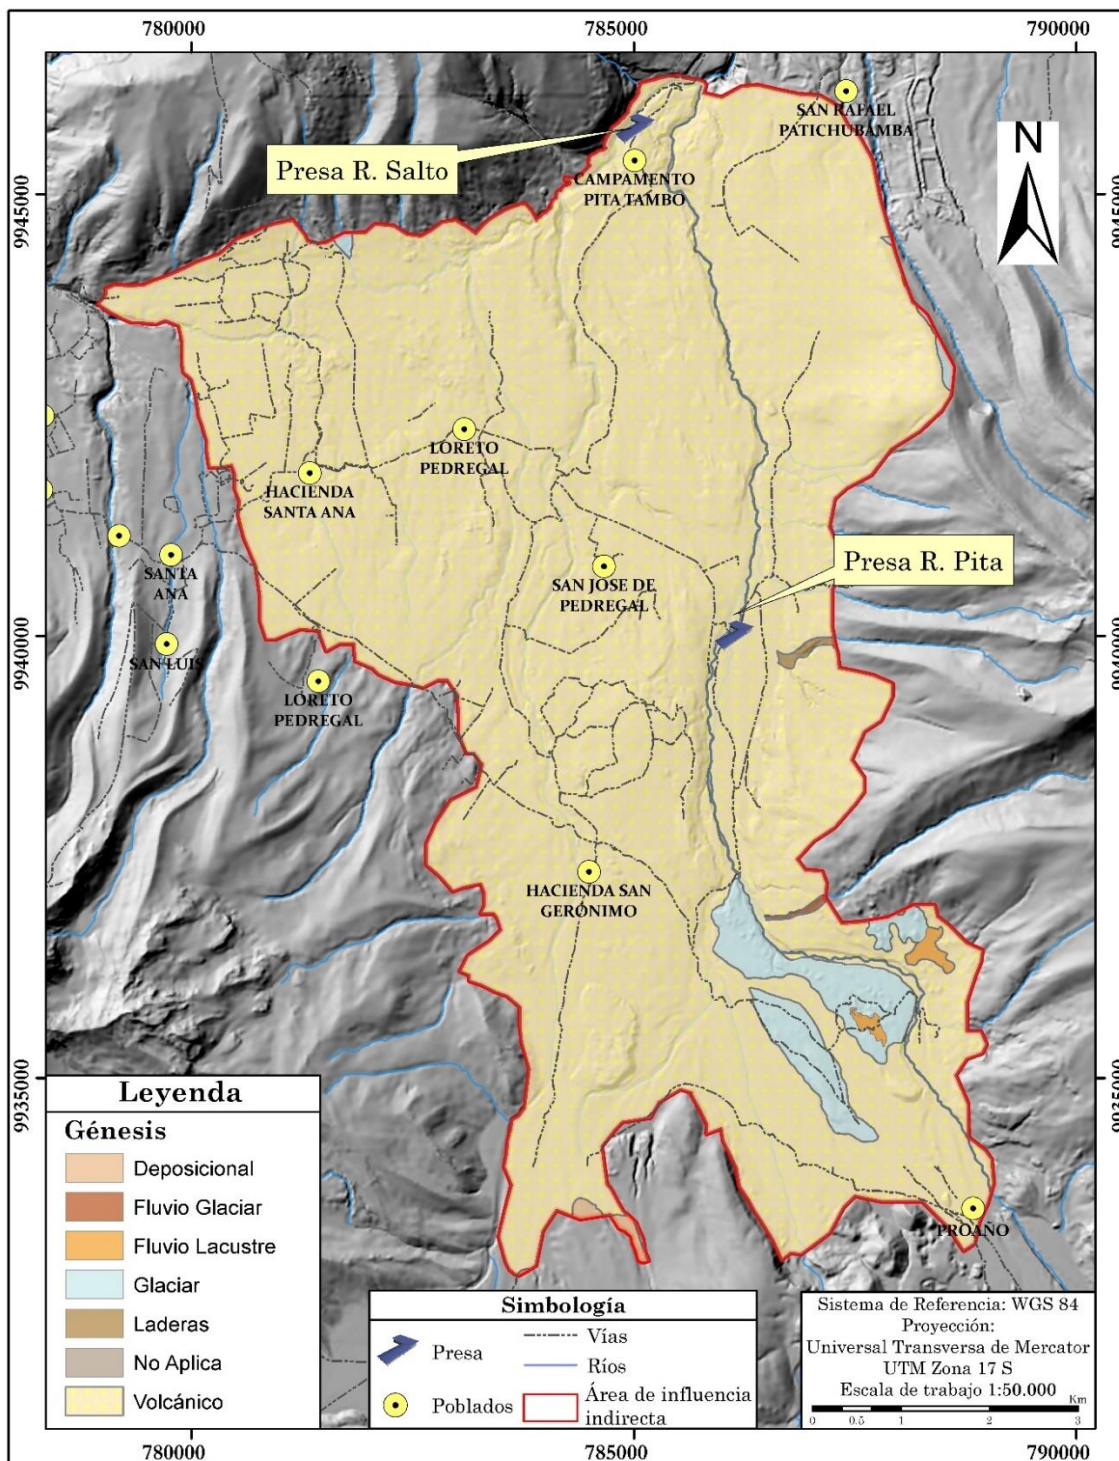 780000
785000
790000
SAN RAFAEL
PATICHUBAMBA
Presa R. Salto
N
CAMPAMENTO
PITA TAMBO
9945000
9945000
LORETO
PEDREGAL
HACIENDA
SANTA ANA
Presa R. Pita
SANTA
ANA
SAN JOSE DE
PEDREGAL
9940000
9940000
SAN LUIS
LORETO
PEDREGAL
HACIENDA SAN
GERONIMO
9935000
9935000
PROAÑO
Leyenda
Génesis
Deposicional
Fluvio Glaciar
Fluvio Lacustre
Glaciar
Laderas
No Aplica
Volcánico
Simbología
Presa
Poblados
Vías
Ríos
Área de influencia
indirecta
Sistema de Referencia: WGS 84
Proyección:
Universal Transversa de Mercator
UTM Zona 17 S
Escala de trabajo 1:50.000
Km
0 0.5 1 2 3
780000
785000
790000